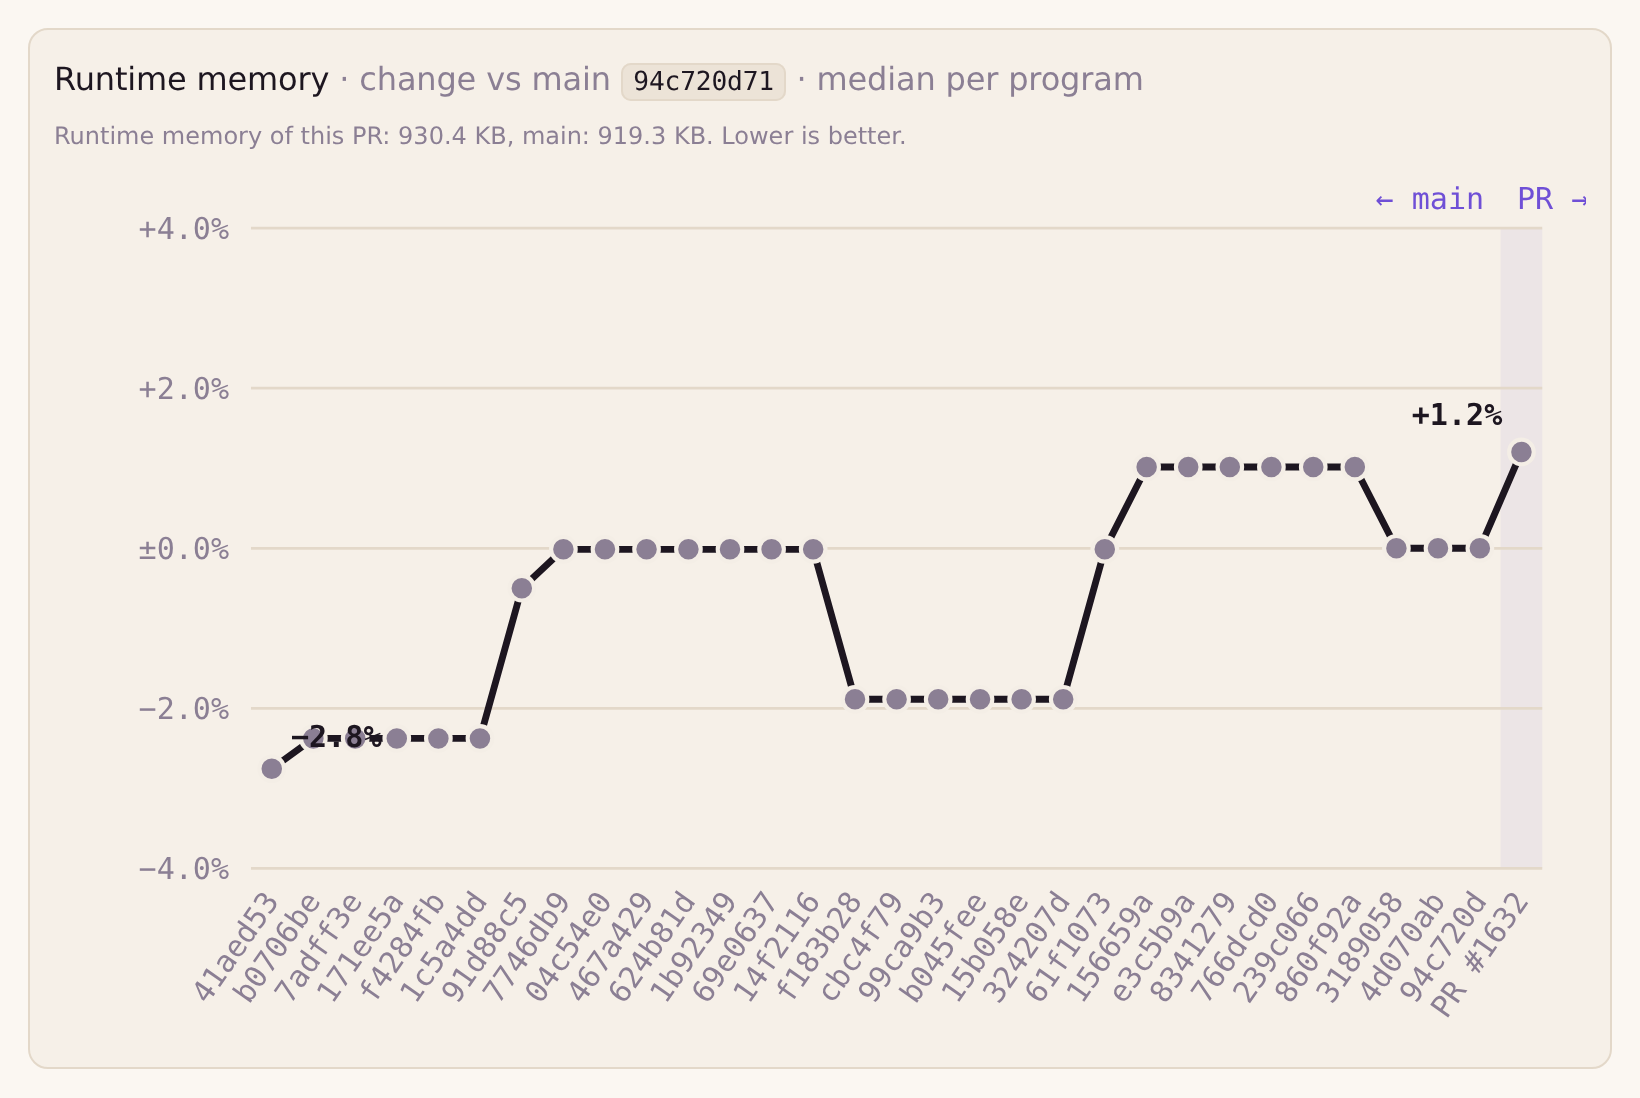 Runtime memory · change vs main 94c720d71 · median per program
Runtime memory of this PR: 930.4 KB, main: 919.3 KB. Lower is better.
← main PR →
+4.0%
+2.0%
+1.2%
±0.0%
−2.0%
−2.8%
−4.0%
41aed53
b0706be
7adff3e
171ee5a
f4284fb
1c5a4dd
91d88c5
7746db9
04c54e0
467a429
624b81d
1b92349
69e0637
14f2116
f183b28
cbc4f79
99ca9b3
b045fee
15b058e
324207d
61f1073
156659a
e3c5b9a
8341279
766dcd0
239c066
860f92a
3189058
4d070ab
94c720d
PR #1632